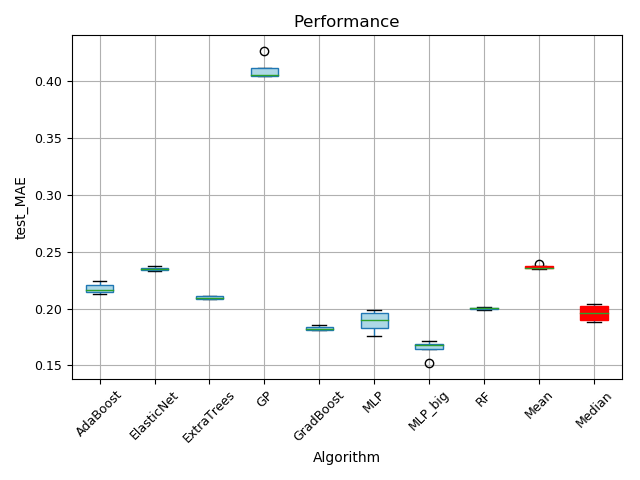 Performance
test_MAE
0.40
0.35
0.30
0.25
0.20
0.15
AdaBoost
ElasticNet
ExtraTrees
GP
GradBoost
MLP
MLP_big
RF
Mean
Median
Algorithm